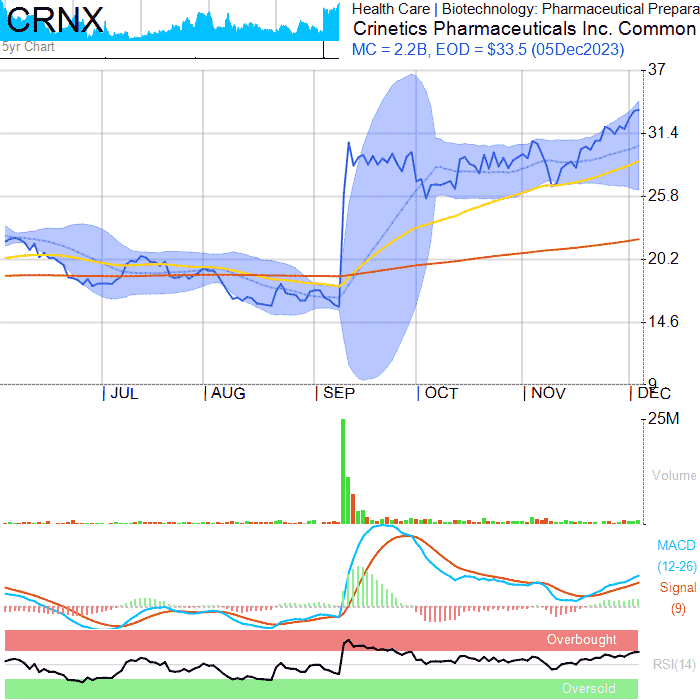 CRNX
5yr Chart
Health Care | Biotechnology: Pharmaceutical Prepara
Crinetics Pharmaceuticals Inc. Common
MC = 2.2B, EOD = $33.5 (05Dec2023)
37
31.4
25.8
20.2
14.6
9
JUL
AUG
SEP
OCT
NOV
DEC
25M
Volume
MACD
(12-26)
Signal
(9)
Overbought
RSI(14)
Oversold